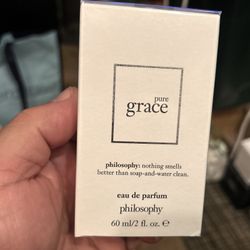 pure
grace
philosophy: nothing smells
better than soap-and-water clean.
eau de parfum
philosophy
60 ml/2 fl. oz. ℮